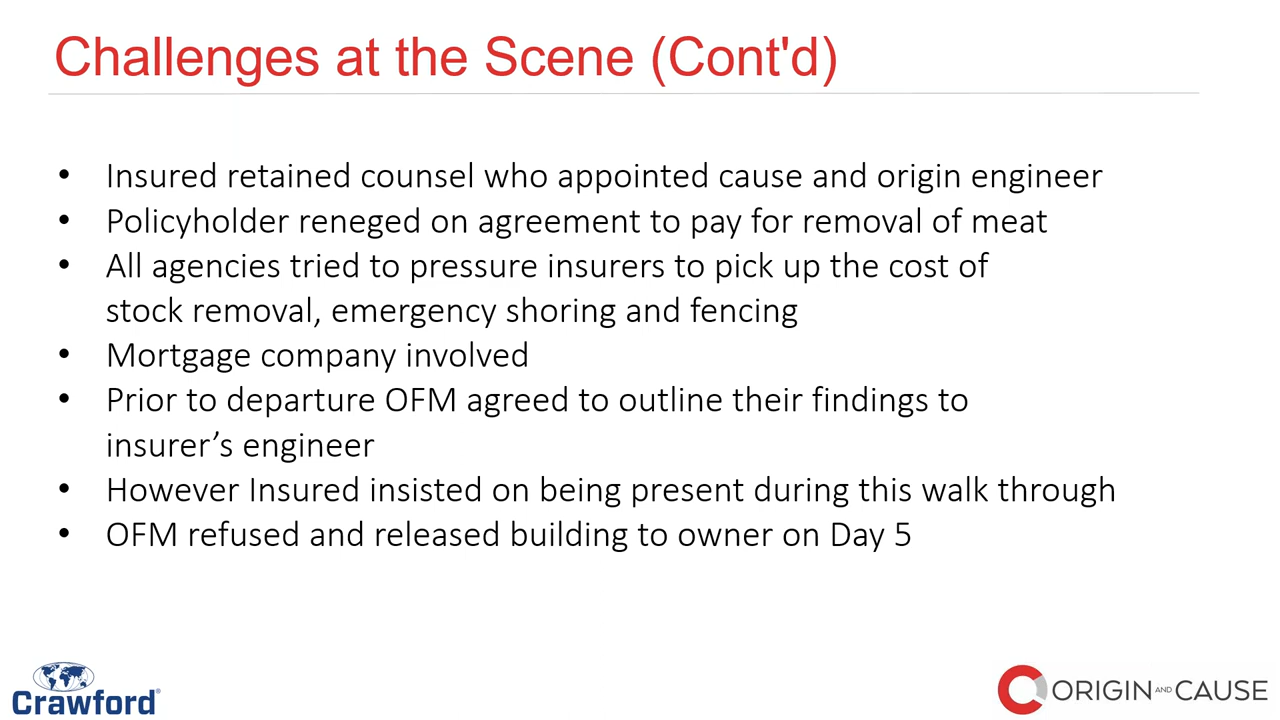 Challenges at the Scene (Cont'd)
• Insured retained counsel who appointed cause and origin engineer
• Policyholder reneged on agreement to pay for removal of meat
• All agencies tried to pressure insurers to pick up the cost of
stock removal, emergency shoring and fencing
• Mortgage company involved
• Prior to departure OFM agreed to outline their findings to
insurer’s engineer
• However Insured insisted on being present during this walk through
• OFM refused and released building to owner on Day 5
Crawford®
ORIGIN AND CAUSE